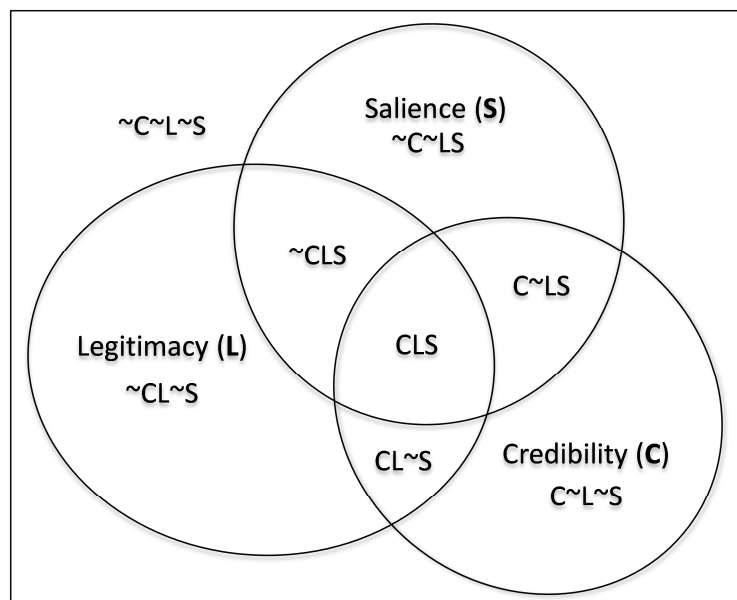 ~C~L~S
Salience (S)
~C~LS
~CLS
C~LS
Legitimacy (L)
~CL~S
CLS
CL~S
Credibility (C)
C~L~S